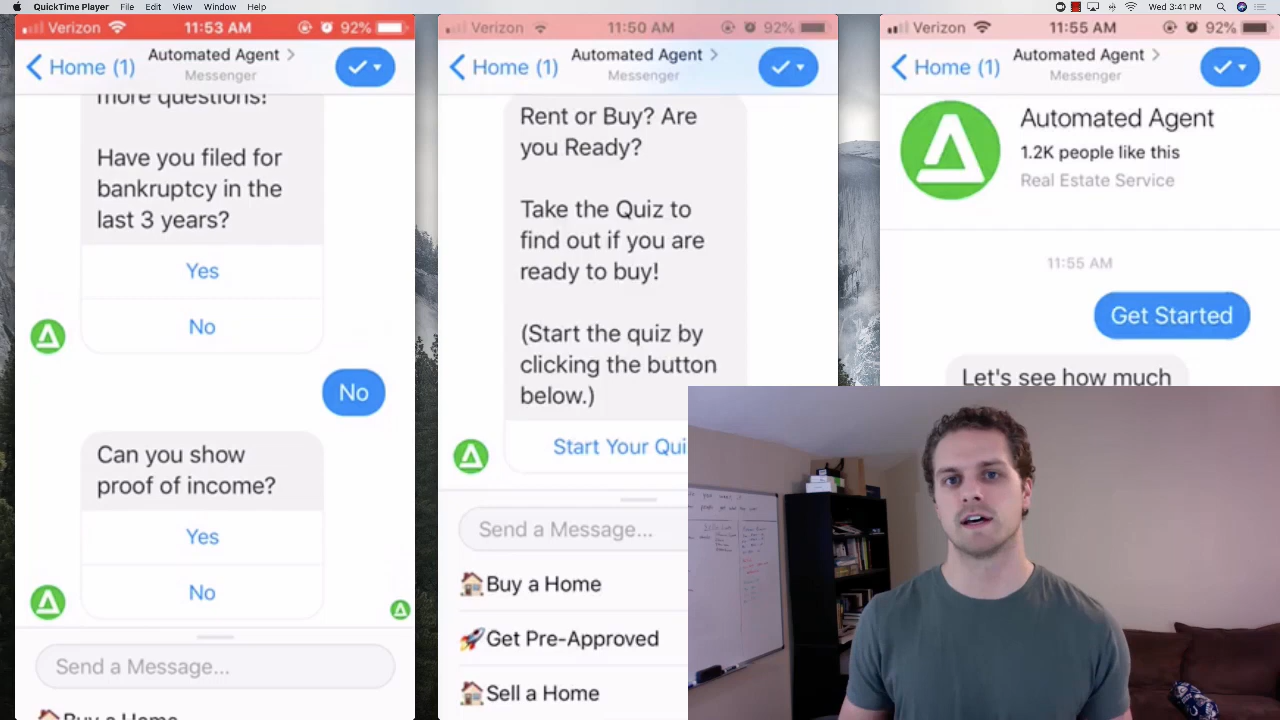 QuickTime Player File Edit View Window Help
Wed 3:41 PM
Verizon 11:53 AM 92%
Home (1) Automated Agent
Messenger
more questions!
Have you filed for
bankruptcy in the
last 3 years?
Yes
No
No
Can you show
proof of income?
Yes
No
Send a Message...
Buy a Home
Verizon 11:50 AM 92%
Home (1) Automated Agent
Messenger
Rent or Buy? Are
you Ready?
Take the Quiz to
find out if you are
ready to buy!
(Start the quiz by
clicking the button
below.)
Start Your Qui
Send a Message...
Buy a Home
Get Pre-Approved
Sell a Home
Verizon 11:55 AM 92%
Home (1) Automated Agent
Messenger
Automated Agent
1.2K people like this
Real Estate Service
11:55 AM
Get Started
Let's see how much